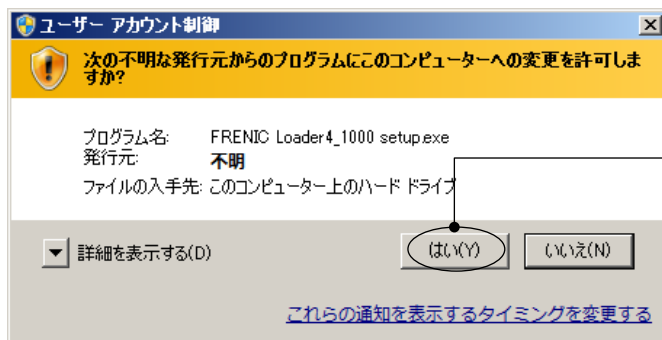 ユーザー アカウント制御
次の不明な発行元からのプログラムにこのコンピューターへの変更を許可しま
すか?
プログラム名: FRENIC Loader4_1000 setup.exe
発行元: 不明
ファイルの入手先: このコンピューター上のハード ドライブ
詳細を表示する(D)
はい(Y)
いいえ(N)
これらの通知を表示するタイミングを変更する